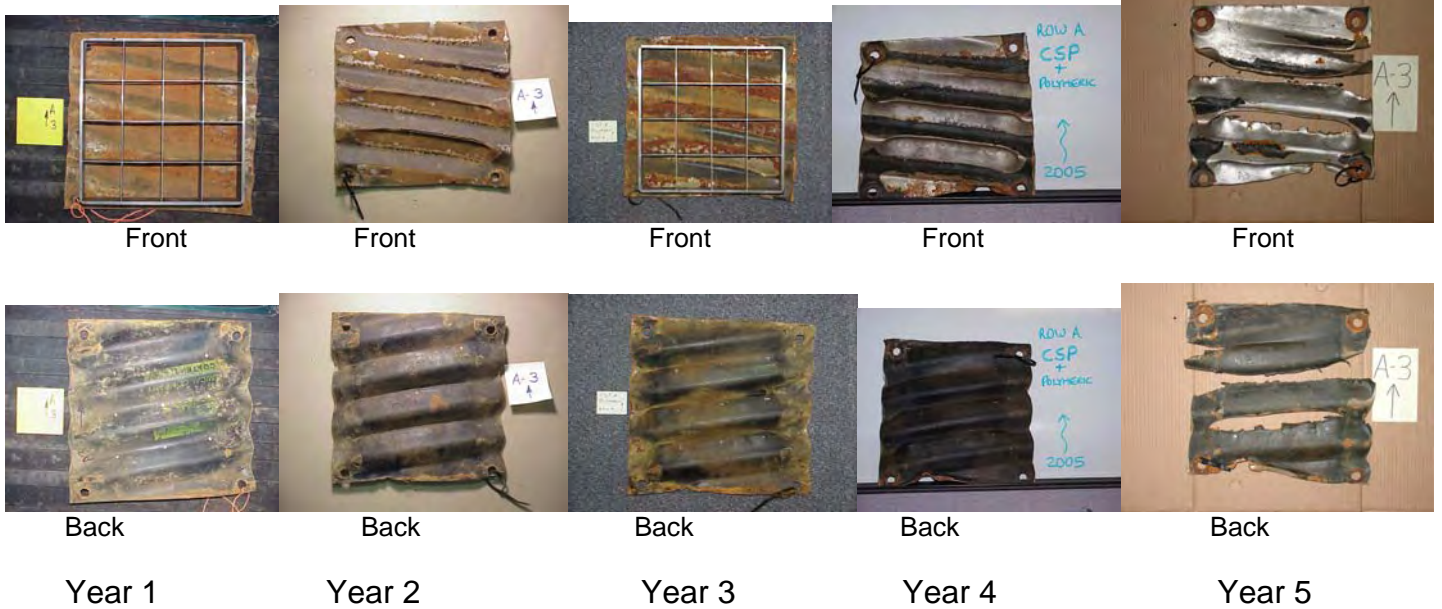 A
3
A-3
ROW A
CSP
+
POLYMERIC
2005
A-3
Front
Front
Front
Front
Front
A-3
ROW A
CSP
+
POLYMERIC
2005
A-3
Back
Back
Back
Back
Back
Year 1
Year 2
Year 3
Year 4
Year 5